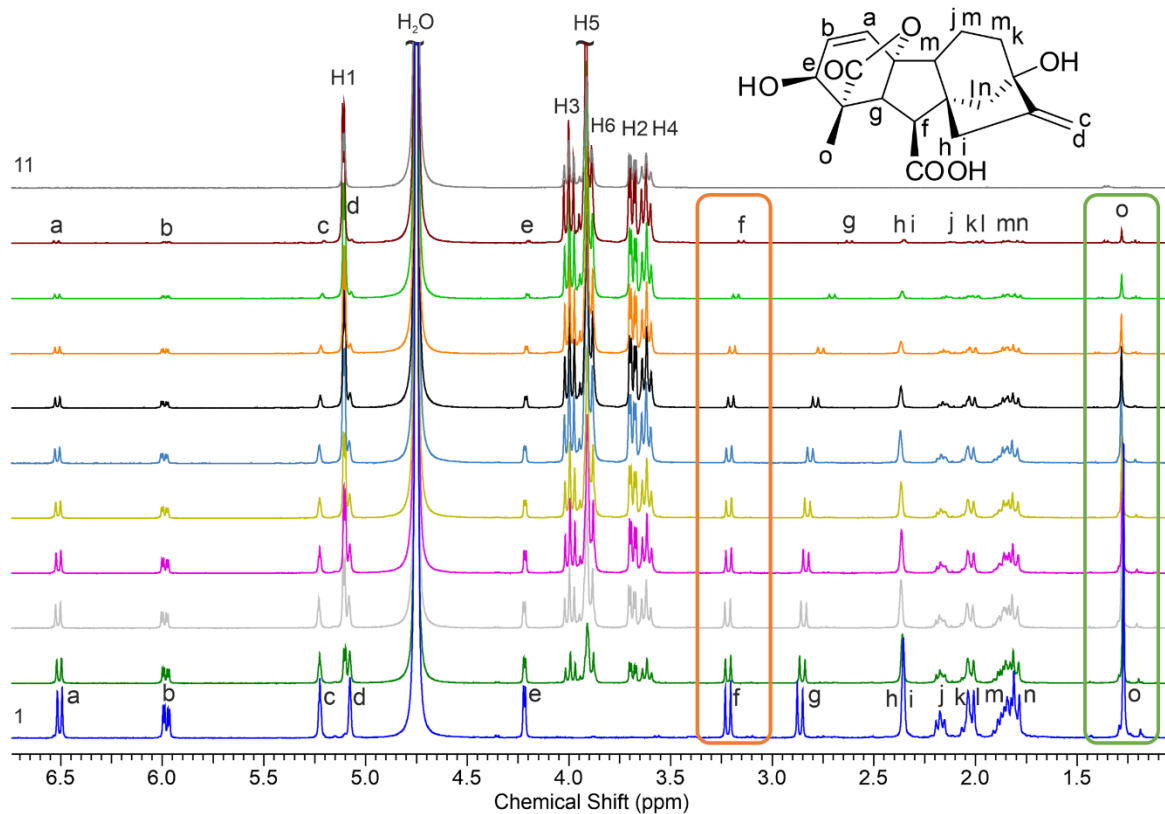 H₂O
H5
H1
H3
H6
H2
H4
11
a
b
c
d
e
f
g
h i
j
k l
m n
o
a
b
c
d
e
f
g
h
i
j
k
l
m
n
o
1
6.5 6.0 5.5 5.0 4.5 4.0 3.5 3.0 2.5 2.0 1.5
Chemical Shift (ppm)
a
b
e
HO
OC
O
j
m
m
k
m
OH
l
n
g
f
h
i
c
d
o
COOH